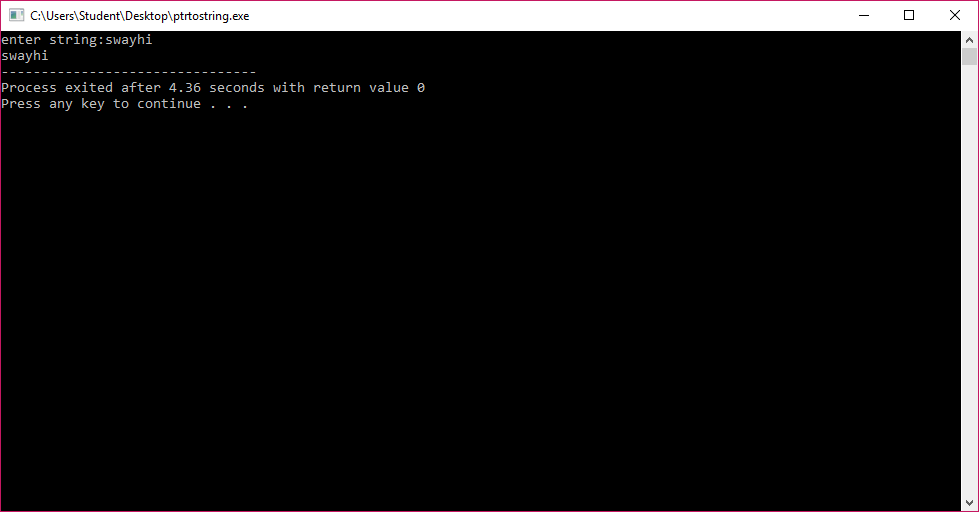 C:\Users\Student\Desktop\ptrtostring.exe
enter string:swayhi
swayhi
--------------------------------
Process exited after 4.36 seconds with return value 0
Press any key to continue . . .